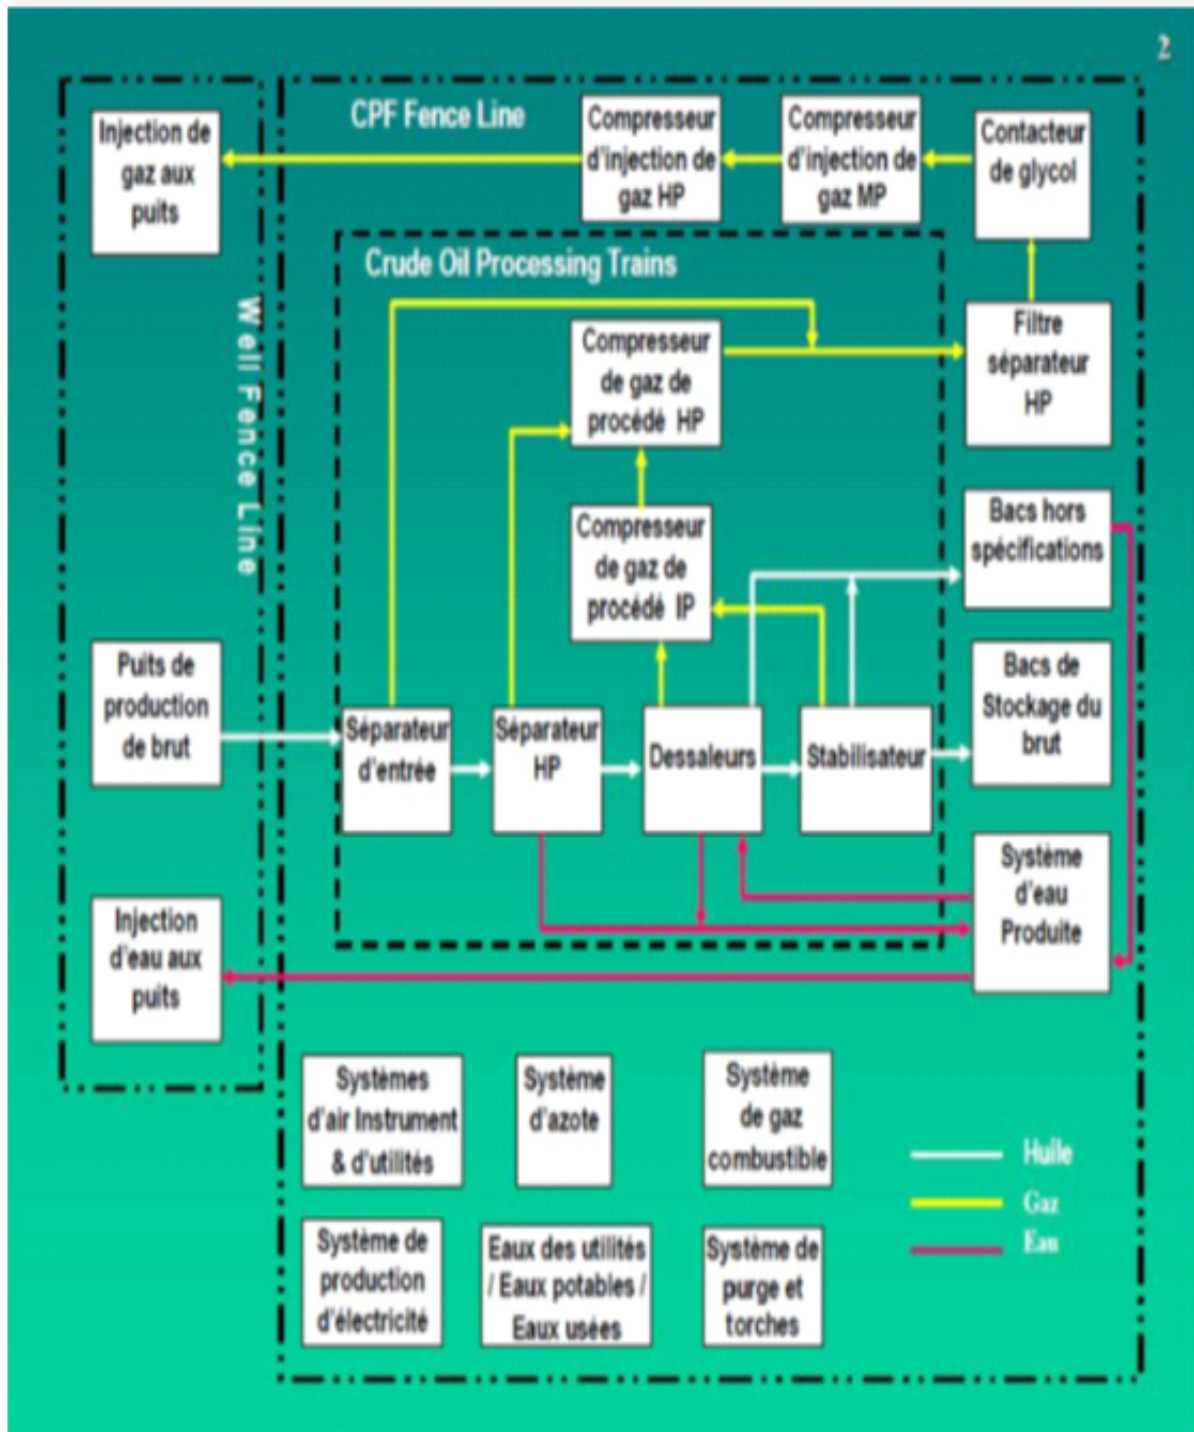 2
CPF Fence Line
Injection de
gaz aux
puits
Compresseur
d'injection de
gaz HP
Compresseur
d'injection de
gaz MP
Contacteur
de glycol
Crude Oil Processing Trains
Well Fence Line
Compresseur
de gaz de
procédé HP
Filtre
séparateur
HP
Compresseur
de gaz de
procédé IP
Bacs hors
spécifications
Puits de
production
de brut
Séparateur
d'entrée
Séparateur
HP
Dessaleurs
Stabilisateur
Bacs de
Stockage du
brut
Injection
d'eau aux
puits
Système
d'eau
Produite
Systèmes
d'air Instrument
& d'utilités
Système
d'azote
Système
de gaz
combustible
Système de
production
d'électricité
Eaux des utilités
/ Eaux potables /
Eaux usées
Système de
purge et
torches
Huile
Gaz
Eau